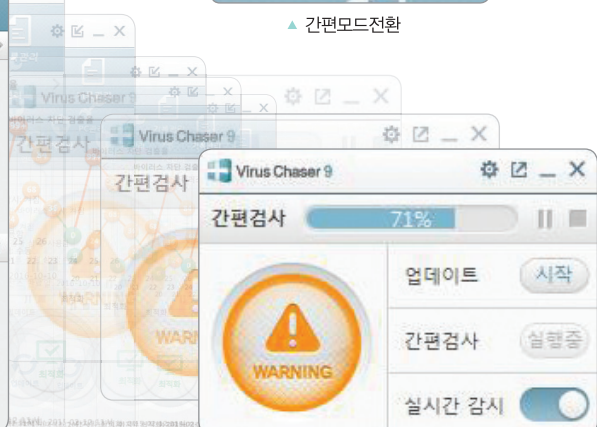 ▲ 간편모드전환
Virus Chaser 9
Virus Chaser 9
간편검사
Virus Chaser 9
간편검사
간편검사 71%
WARNING
업데이트 시작
간편검사 실행중
실시간 감시